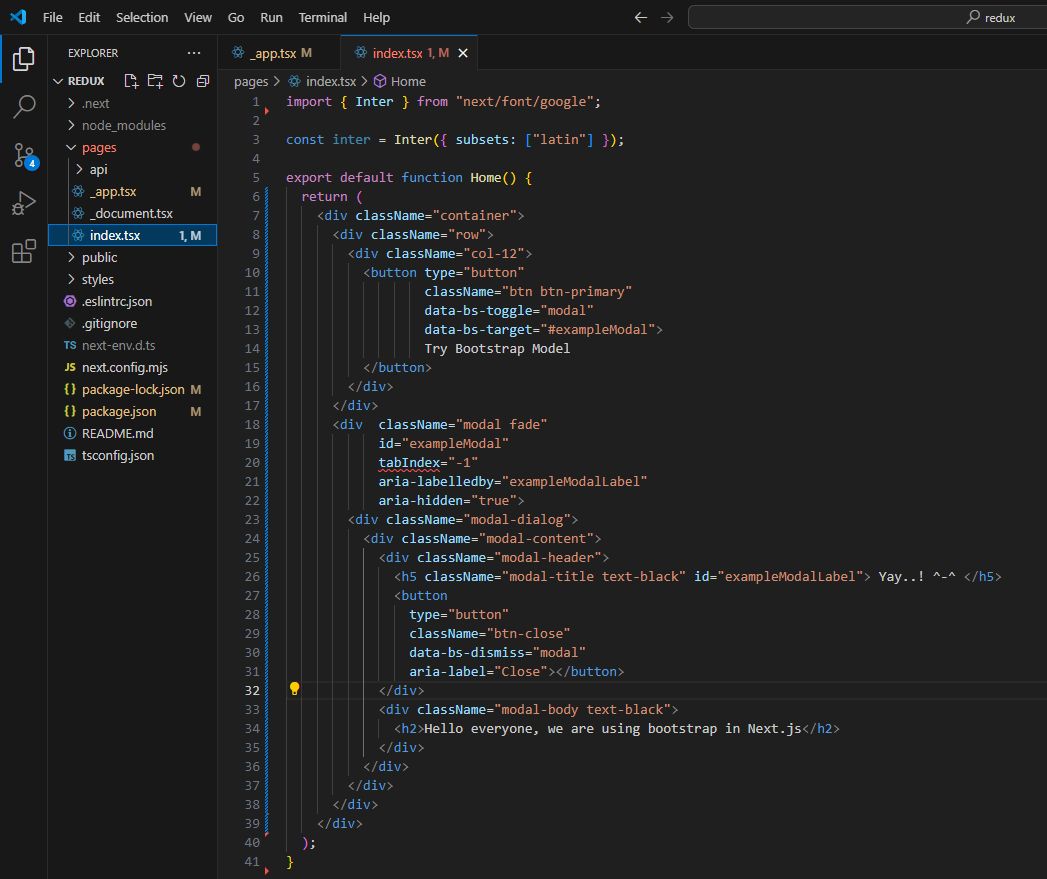 File Edit Selection View Go Run Terminal Help
redux
EXPLORER
_app.tsx M
index.tsx 1, M
REDUX
pages > index.tsx > Home
.next
node_modules
pages
api
_app.tsx M
_document.tsx
index.tsx 1, M
public
styles
.eslintrc.json
.gitignore
TS next-env.d.ts
JS next.config.mjs
{} package-lock.json M
{} package.json M
README.md
TS tsconfig.json
4
1 import { Inter } from "next/font/google";
2
3 const inter = Inter({ subsets: ["latin"] });
4
5 export default function Home() {
6 return (
7 <div className="container">
8 <div className="row">
9 <div className="col-12">
10 <button type="button"
11 className="btn btn-primary"
12 data-bs-toggle="modal"
13 data-bs-target="#exampleModal">
14 Try Bootstrap Model
15 </button>
16 </div>
17 </div>
18 <div  className="modal fade"
19 id="exampleModal"
20 tabIndex="-1"
21 aria-labelledby="exampleModalLabel"
22 aria-hidden="true">
23 <div className="modal-dialog">
24 <div className="modal-content">
25 <div className="modal-header">
26 <h5 className="modal-title text-black" id="exampleModalLabel"> Yay..! ^-^ </h5>
27 <button
28 type="button"
29 className="btn-close"
30 data-bs-dismiss="modal"
31 aria-label="Close"></button>
32 </div>
33 <div className="modal-body text-black">
34 <h2>Hello everyone, we are using bootstrap in Next.js</h2>
35 </div>
36 </div>
37 </div>
38 </div>
39 </div>
40 );
41 }